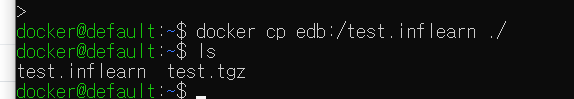 >
docker@default:~$ docker cp edb:/test.inflearn ./
docker@default:~$ ls
test.inflearn  test.tgz
docker@default:~$